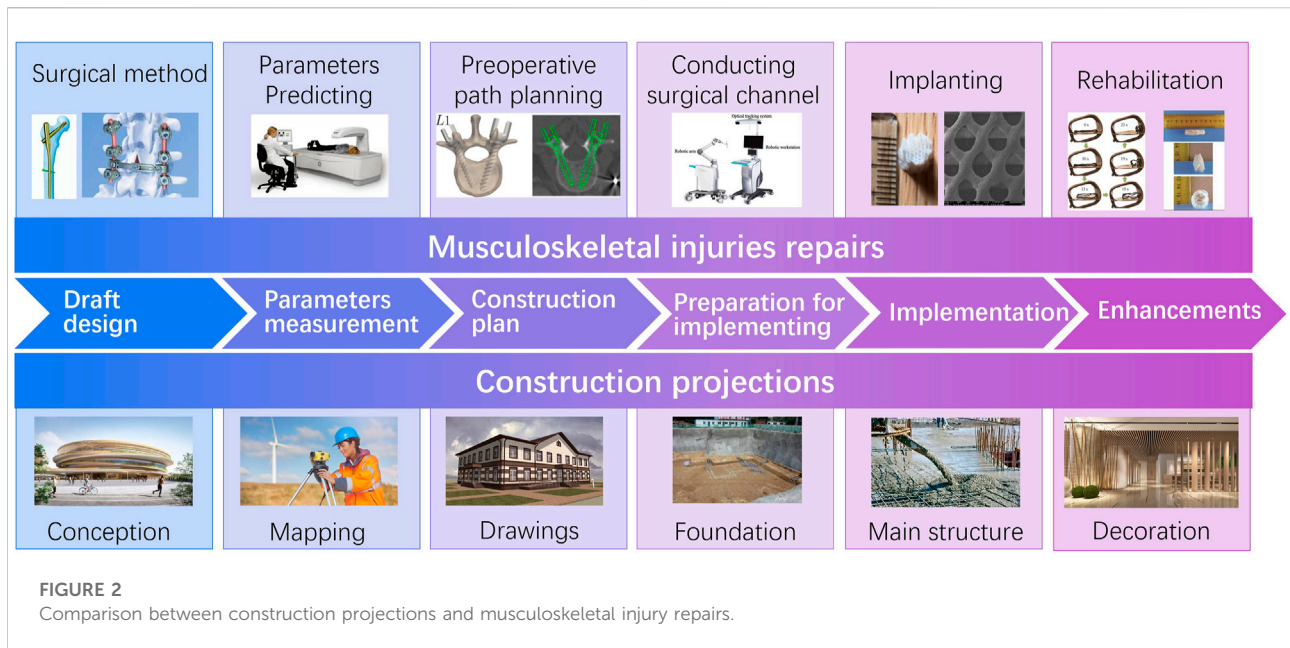 Surgical method
Parameters
Predicting
Preoperative
path planning
L1
Conducting
surgical channel
Optical tracking system
Robotic arm
Robotic workstation
Implanting
Rehabilitation
Musculoskeletal injuries repairs
Draft
design
Parameters
measurement
Construction
plan
Preparation for
implementing
Implementation
Enhancements
Construction projections
Conception
Mapping
Drawings
Foundation
Main structure
Decoration
FIGURE 2
Comparison between construction projections and musculoskeletal injury repairs.